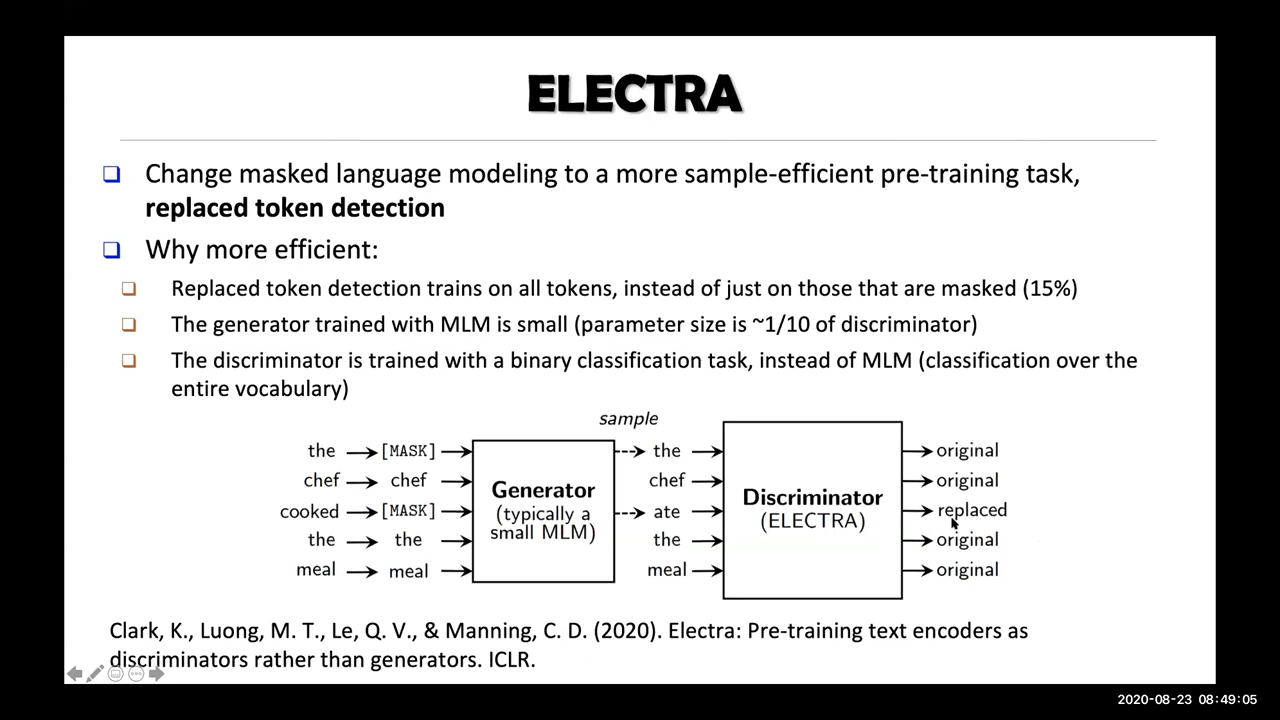 ELECTRA
Change masked language modeling to a more sample-efficient pre-training task,
replaced token detection
Why more efficient:
Replaced token detection trains on all tokens, instead of just on those that are masked (15%)
The generator trained with MLM is small (parameter size is ~1/10 of discriminator)
The discriminator is trained with a binary classification task, instead of MLM (classification over the
entire vocabulary)
sample
the [MASK] the original
chef chef chef original
cooked [MASK] ate replaced
the the the original
meal meal meal original
Generator
(typically a
small MLM)
Discriminator
(ELECTRA)
Clark, K., Luong, M. T., Le, Q. V., & Manning, C. D. (2020). Electra: Pre-training text encoders as
discriminators rather than generators. ICLR.
2020-08-23 08:49:05